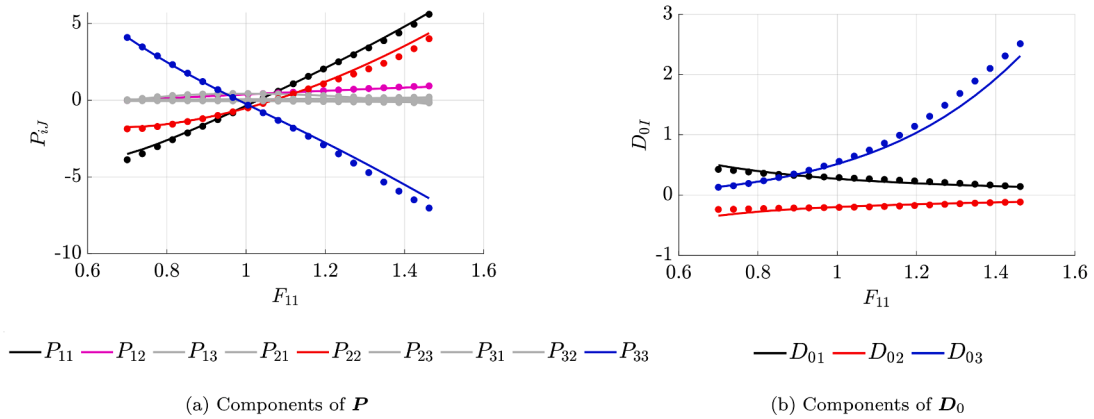 5
0
-5
-10
P_{iJ}
0.6 0.8 1 1.2 1.4 1.6
F_{11}
P_{11} P_{12} P_{13} P_{21} P_{22} P_{23} P_{31} P_{32} P_{33}
(a) Components of P
3
2
1
0
-1
D_{0I}
0.6 0.8 1 1.2 1.4 1.6
F_{11}
D_{01} D_{02} D_{03}
(b) Components of D_0